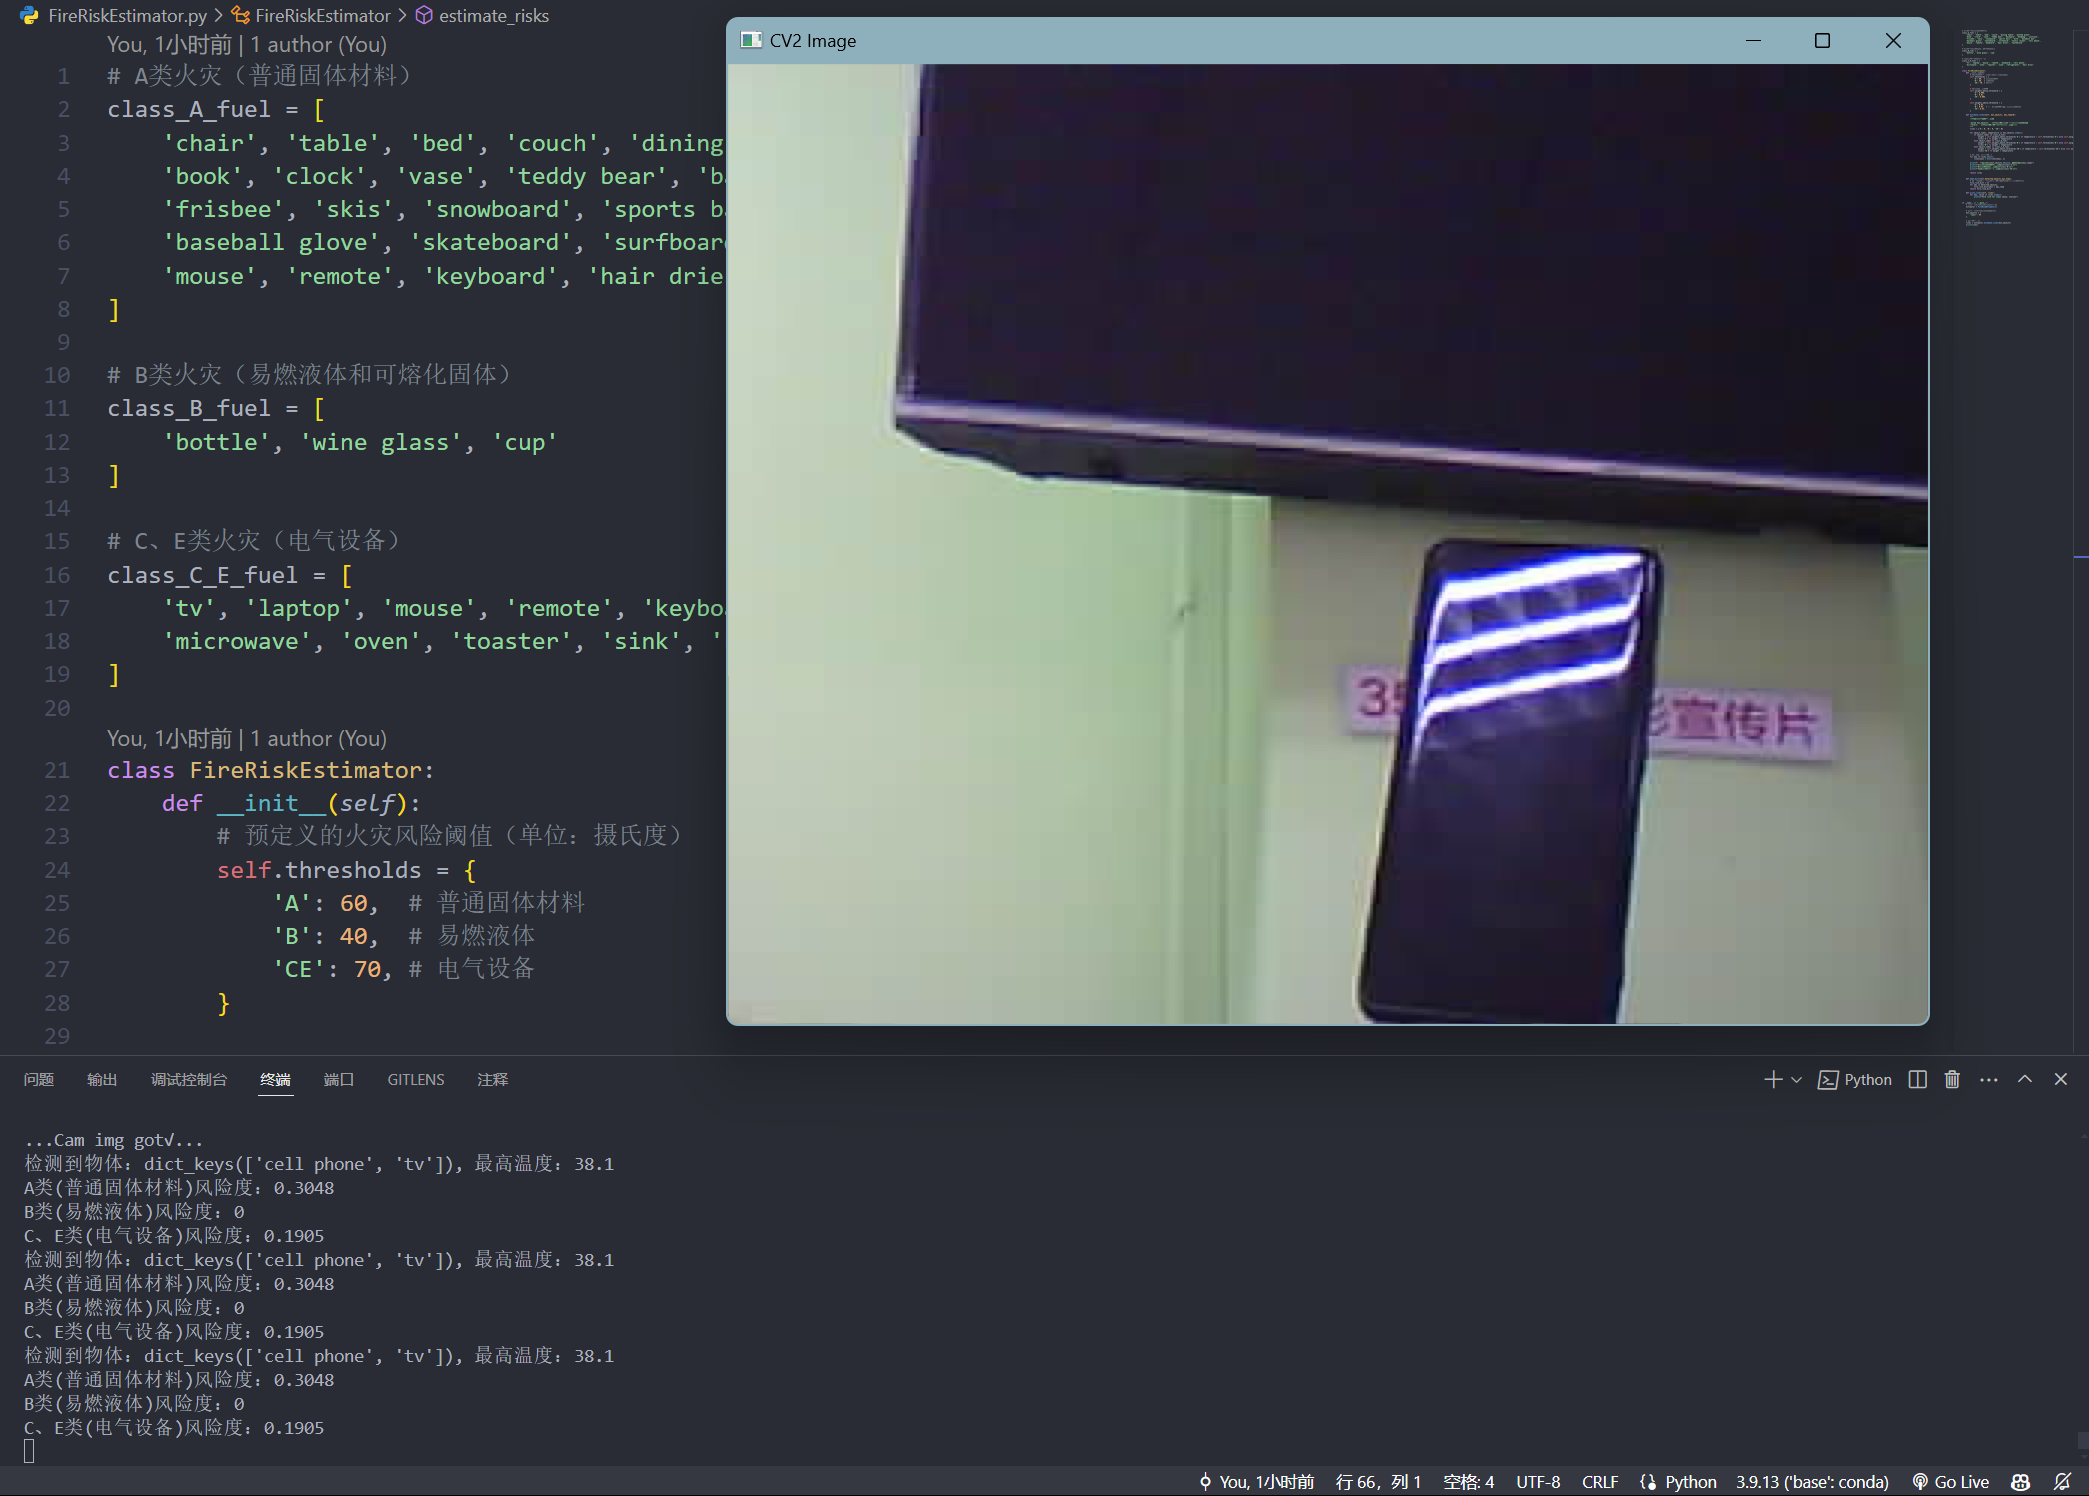 FireRiskEstimator.py > FireRiskEstimator > estimate_risks
You, 1小时前 | 1 author (You)
1 # A类火灾（普通固体材料）
2 class_A_fuel = [
3 'chair', 'table', 'bed', 'couch', 'dining
4 'book', 'clock', 'vase', 'teddy bear', 'ba
5 'frisbee', 'skis', 'snowboard', 'sports ba
6 'baseball glove', 'skateboard', 'surfboar
7 'mouse', 'remote', 'keyboard', 'hair drie
8 ]
9
10 # B类火灾（易燃液体和可熔化固体）
11 class_B_fuel = [
12 'bottle', 'wine glass', 'cup'
13 ]
14
15 # C、E类火灾（电气设备）
16 class_C_E_fuel = [
17 'tv', 'laptop', 'mouse', 'remote', 'keyboa
18 'microwave', 'oven', 'toaster', 'sink', '
19 ]
20
You, 1小时前 | 1 author (You)
21 class FireRiskEstimator:
22 def __init__(self):
23 # 预定义的火灾风险阈值（单位：摄氏度）
24 self.thresholds = {
25 'A': 60, # 普通固体材料
26 'B': 40, # 易燃液体
27 'CE': 70, # 电气设备
28 }
29
CV2 Image
35
影宣传片
问题 输出 调试控制台 终端 端口 GITLENS 注释
Python
...Cam img got√...
检测到物体：dict_keys(['cell phone', 'tv']), 最高温度：38.1
A类(普通固体材料)风险度：0.3048
B类(易燃液体)风险度：0
C、E类(电气设备)风险度：0.1905
检测到物体：dict_keys(['cell phone', 'tv']), 最高温度：38.1
A类(普通固体材料)风险度：0.3048
B类(易燃液体)风险度：0
C、E类(电气设备)风险度：0.1905
检测到物体：dict_keys(['cell phone', 'tv']), 最高温度：38.1
A类(普通固体材料)风险度：0.3048
B类(易燃液体)风险度：0
C、E类(电气设备)风险度：0.1905
You, 1小时前 行 66，列 1 空格: 4 UTF-8 CRLF Python 3.9.13 ('base': conda) Go Live